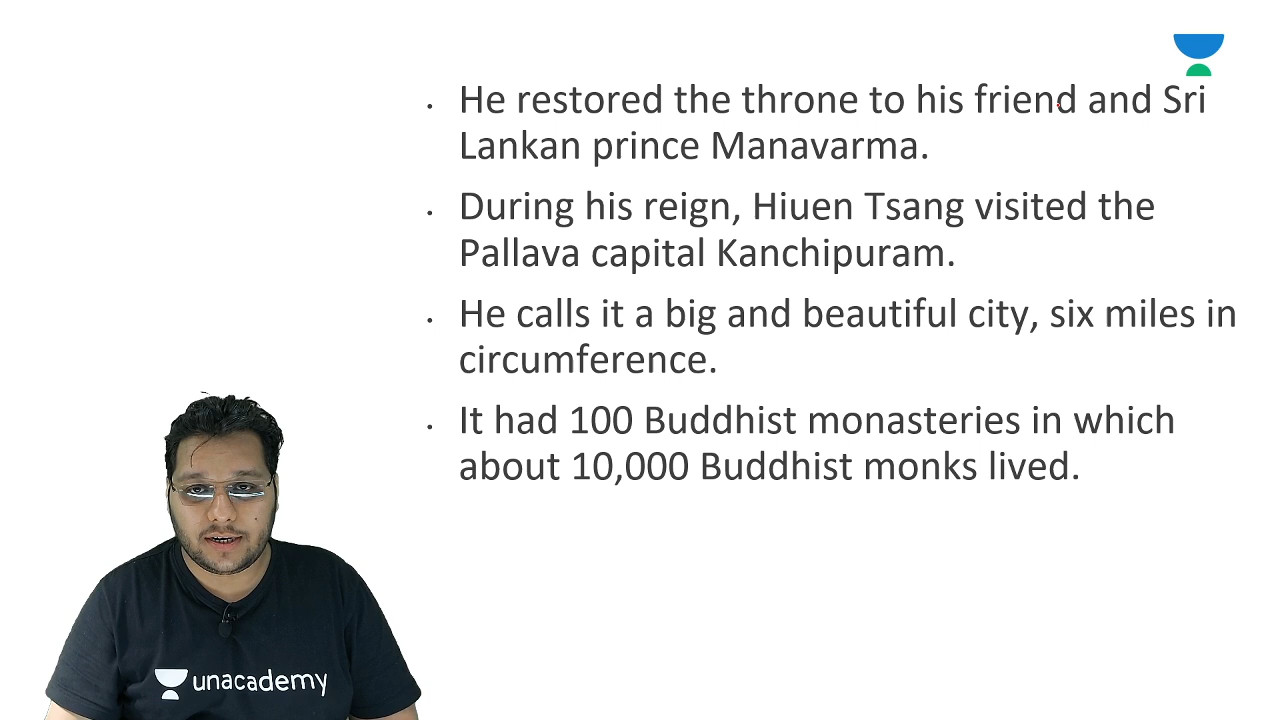 • He restored the throne to his friend and Sri
Lankan prince Manavarma.
• During his reign, Hiuen Tsang visited the
Pallava capital Kanchipuram.
• He calls it a big and beautiful city, six miles in
circumference.
• It had 100 Buddhist monasteries in which
about 10,000 Buddhist monks lived.
unacademy